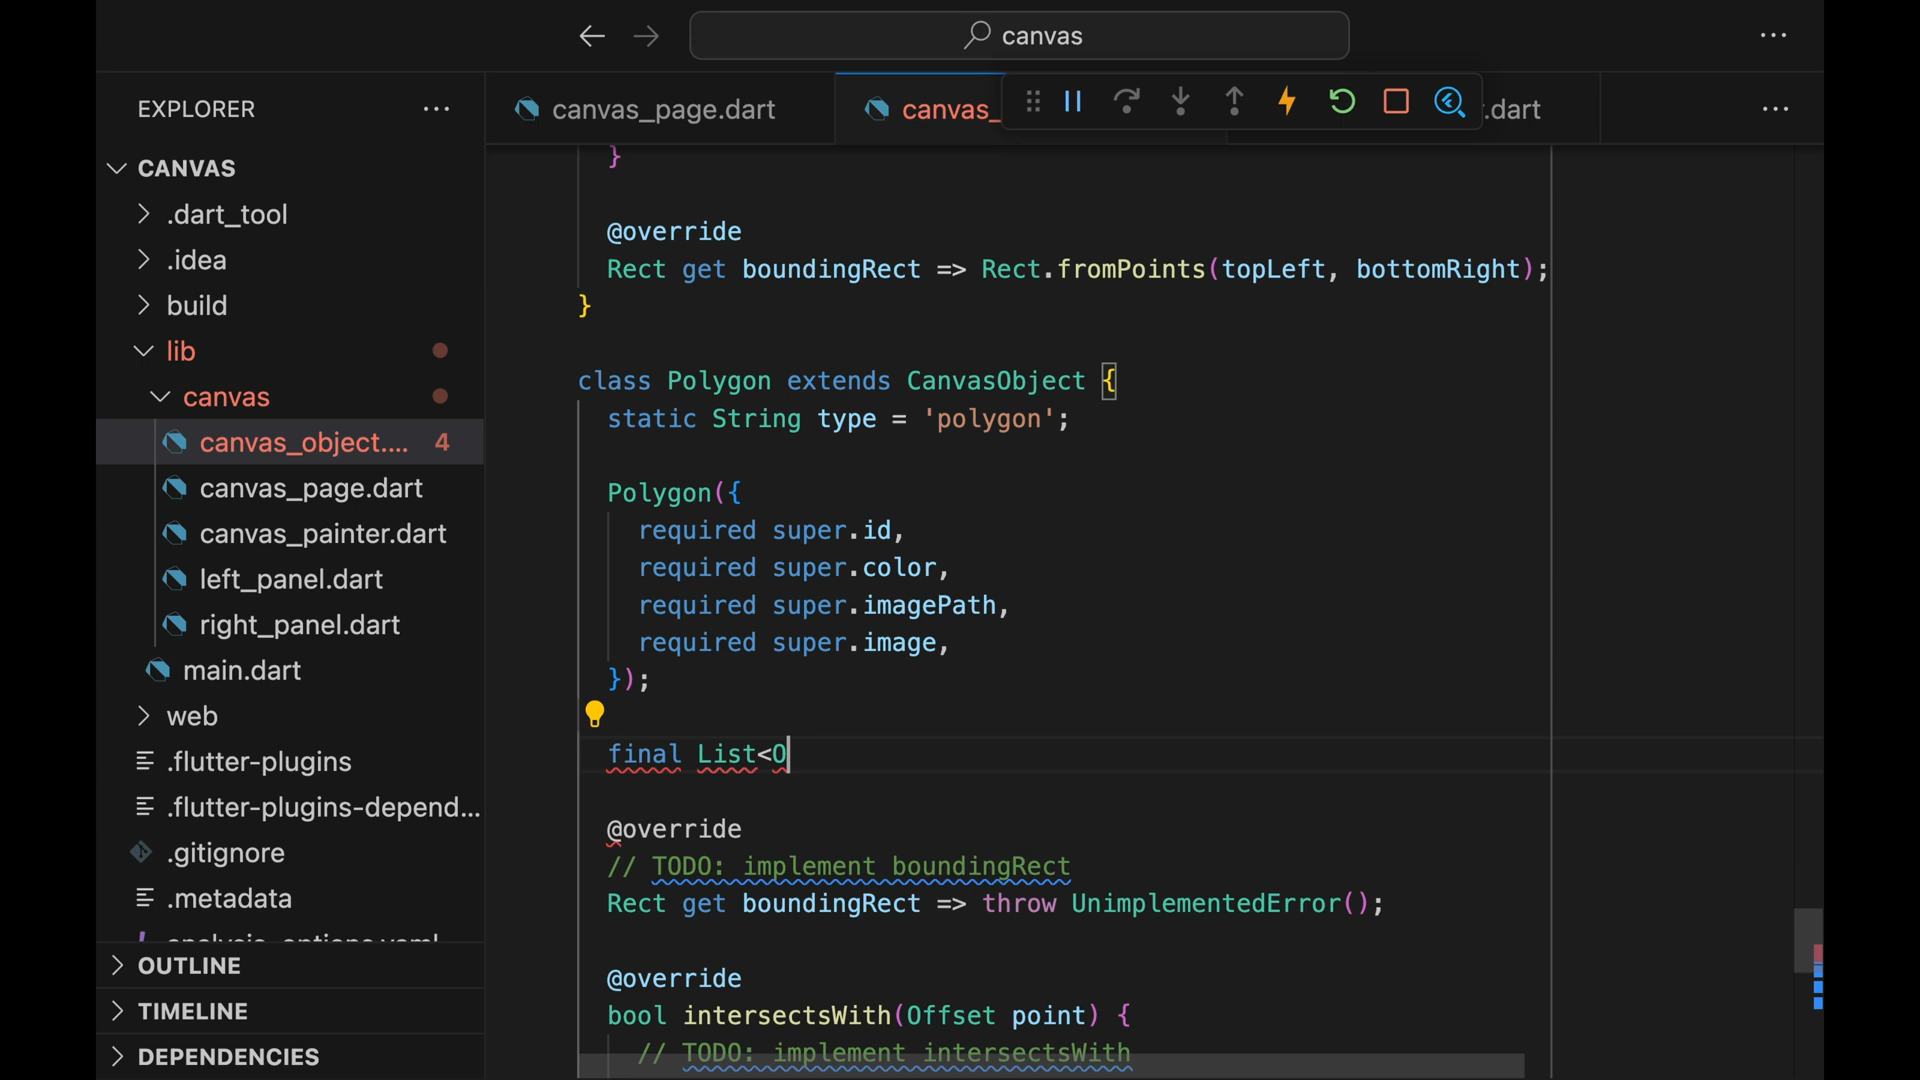 canvas
EXPLORER
canvas_page.dart
canvas_
.dart
CANVAS
.dart_tool
.idea
build
lib
canvas
canvas_object.... 4
canvas_page.dart
canvas_painter.dart
left_panel.dart
right_panel.dart
main.dart
web
.flutter-plugins
.flutter-plugins-depend...
.gitignore
.metadata
OUTLINE
TIMELINE
DEPENDENCIES
}
@override
Rect get boundingRect => Rect.fromPoints(topLeft, bottomRight);
}
class Polygon extends CanvasObject {
static String type = 'polygon';
Polygon({
required super.id,
required super.color,
required super.imagePath,
required super.image,
});
final List<O
@override
// TODO: implement boundingRect
Rect get boundingRect => throw UnimplementedError();
@override
bool intersectsWith(Offset point) {
// TODO: implement intersectsWith